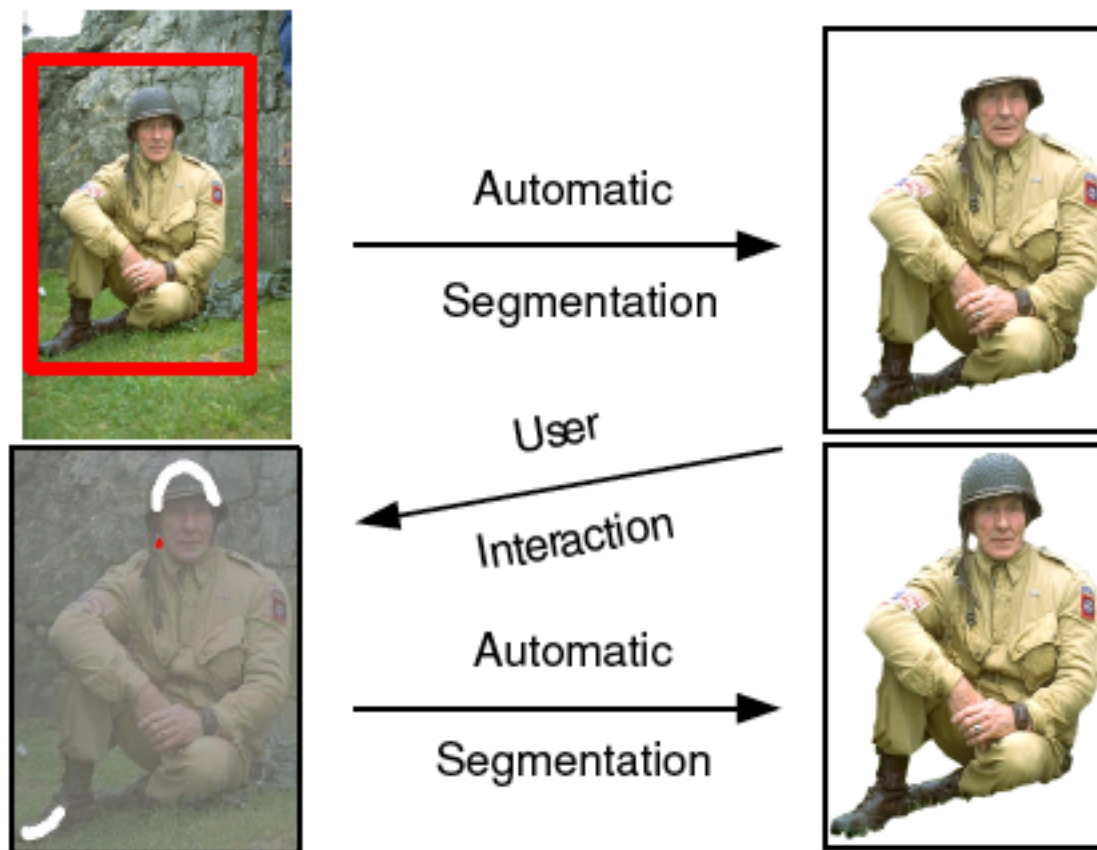 Automatic
Segmentation
User
Interaction
Automatic
Segmentation